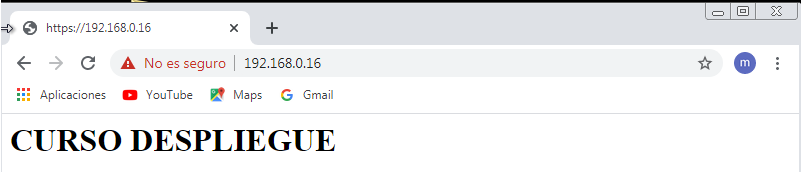 https://192.168.0.16
No es seguro 192.168.0.16 m
Aplicaciones YouTube Maps Gmail
CURSO DESPLIEGUE